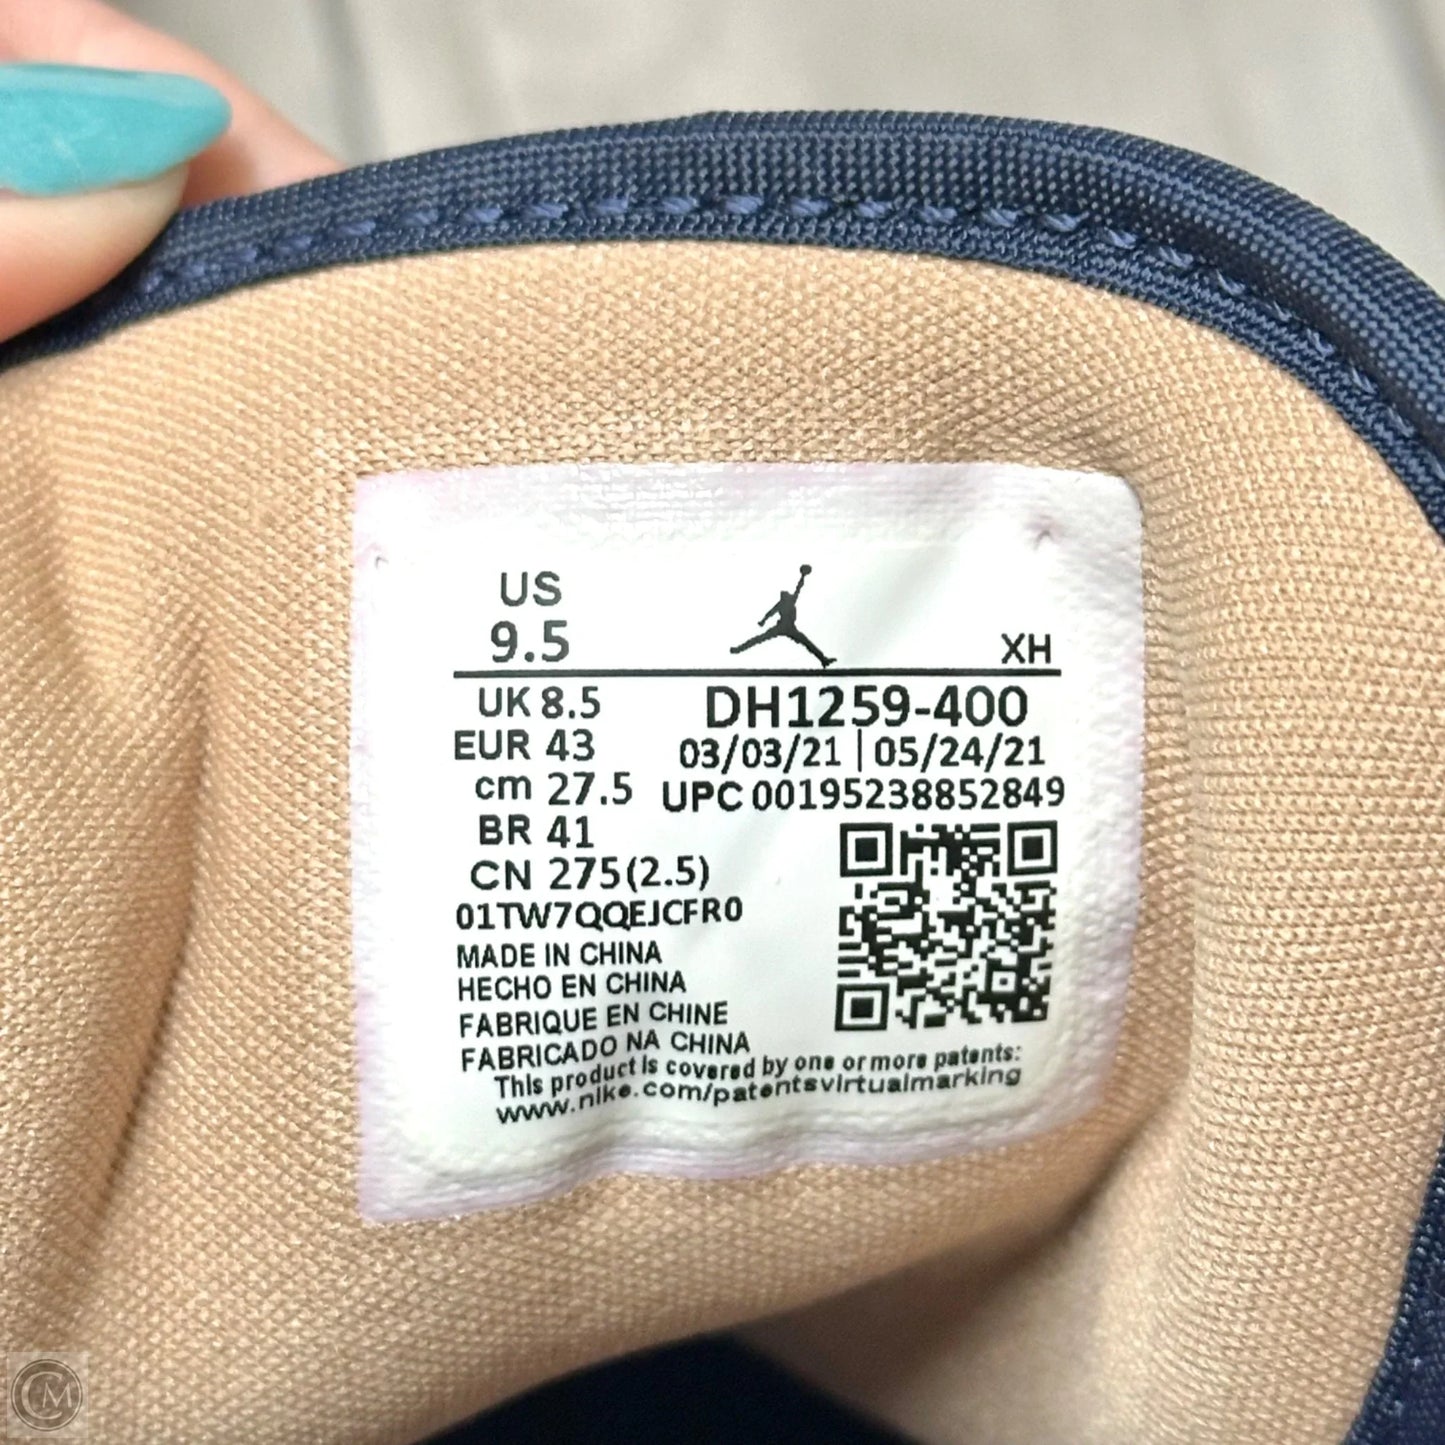 US
9.5
XH
UK 8.5
EUR 43
cm 27.5
BR 41
CN 275(2.5)
DH1259-400
03/03/21 | 05/24/21
UPC 00195238852849
01TW7QQEJCFR0
MADE IN CHINA
HECHO EN CHINA
FABRIQUE EN CHINE
FABRICADO NA CHINA
This product is covered by one or more patents:
www.nike.com/patentsvirtualmarking
CM